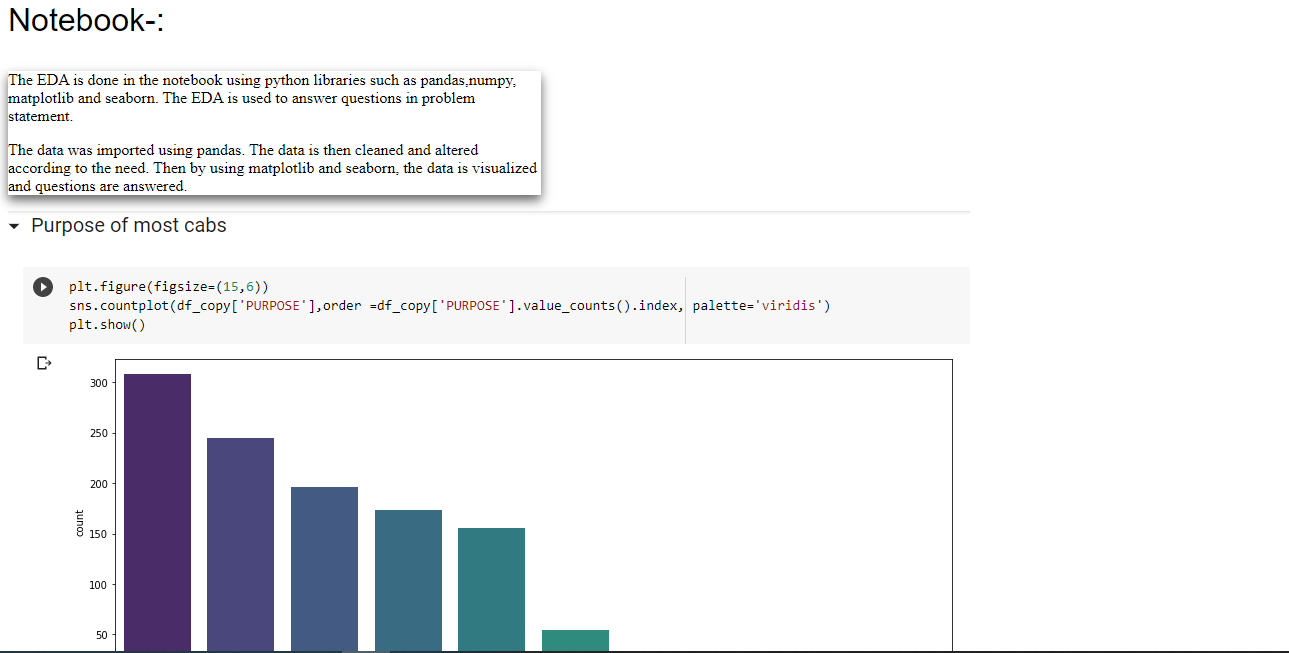 Notebook-:
The EDA is done in the notebook using python libraries such as pandas,numpy,
matplotlib and seaborn. The EDA is used to answer questions in problem
statement.
The data was imported using pandas. The data is then cleaned and altered
according to the need. Then by using matplotlib and seaborn, the data is visualized
and questions are answered.
Purpose of most cabs
plt.figure(figsize=(15,6))
sns.countplot(df_copy['PURPOSE'],order =df_copy['PURPOSE'].value_counts().index, palette='viridis')
plt.show()
300
250
200
150
100
50
count